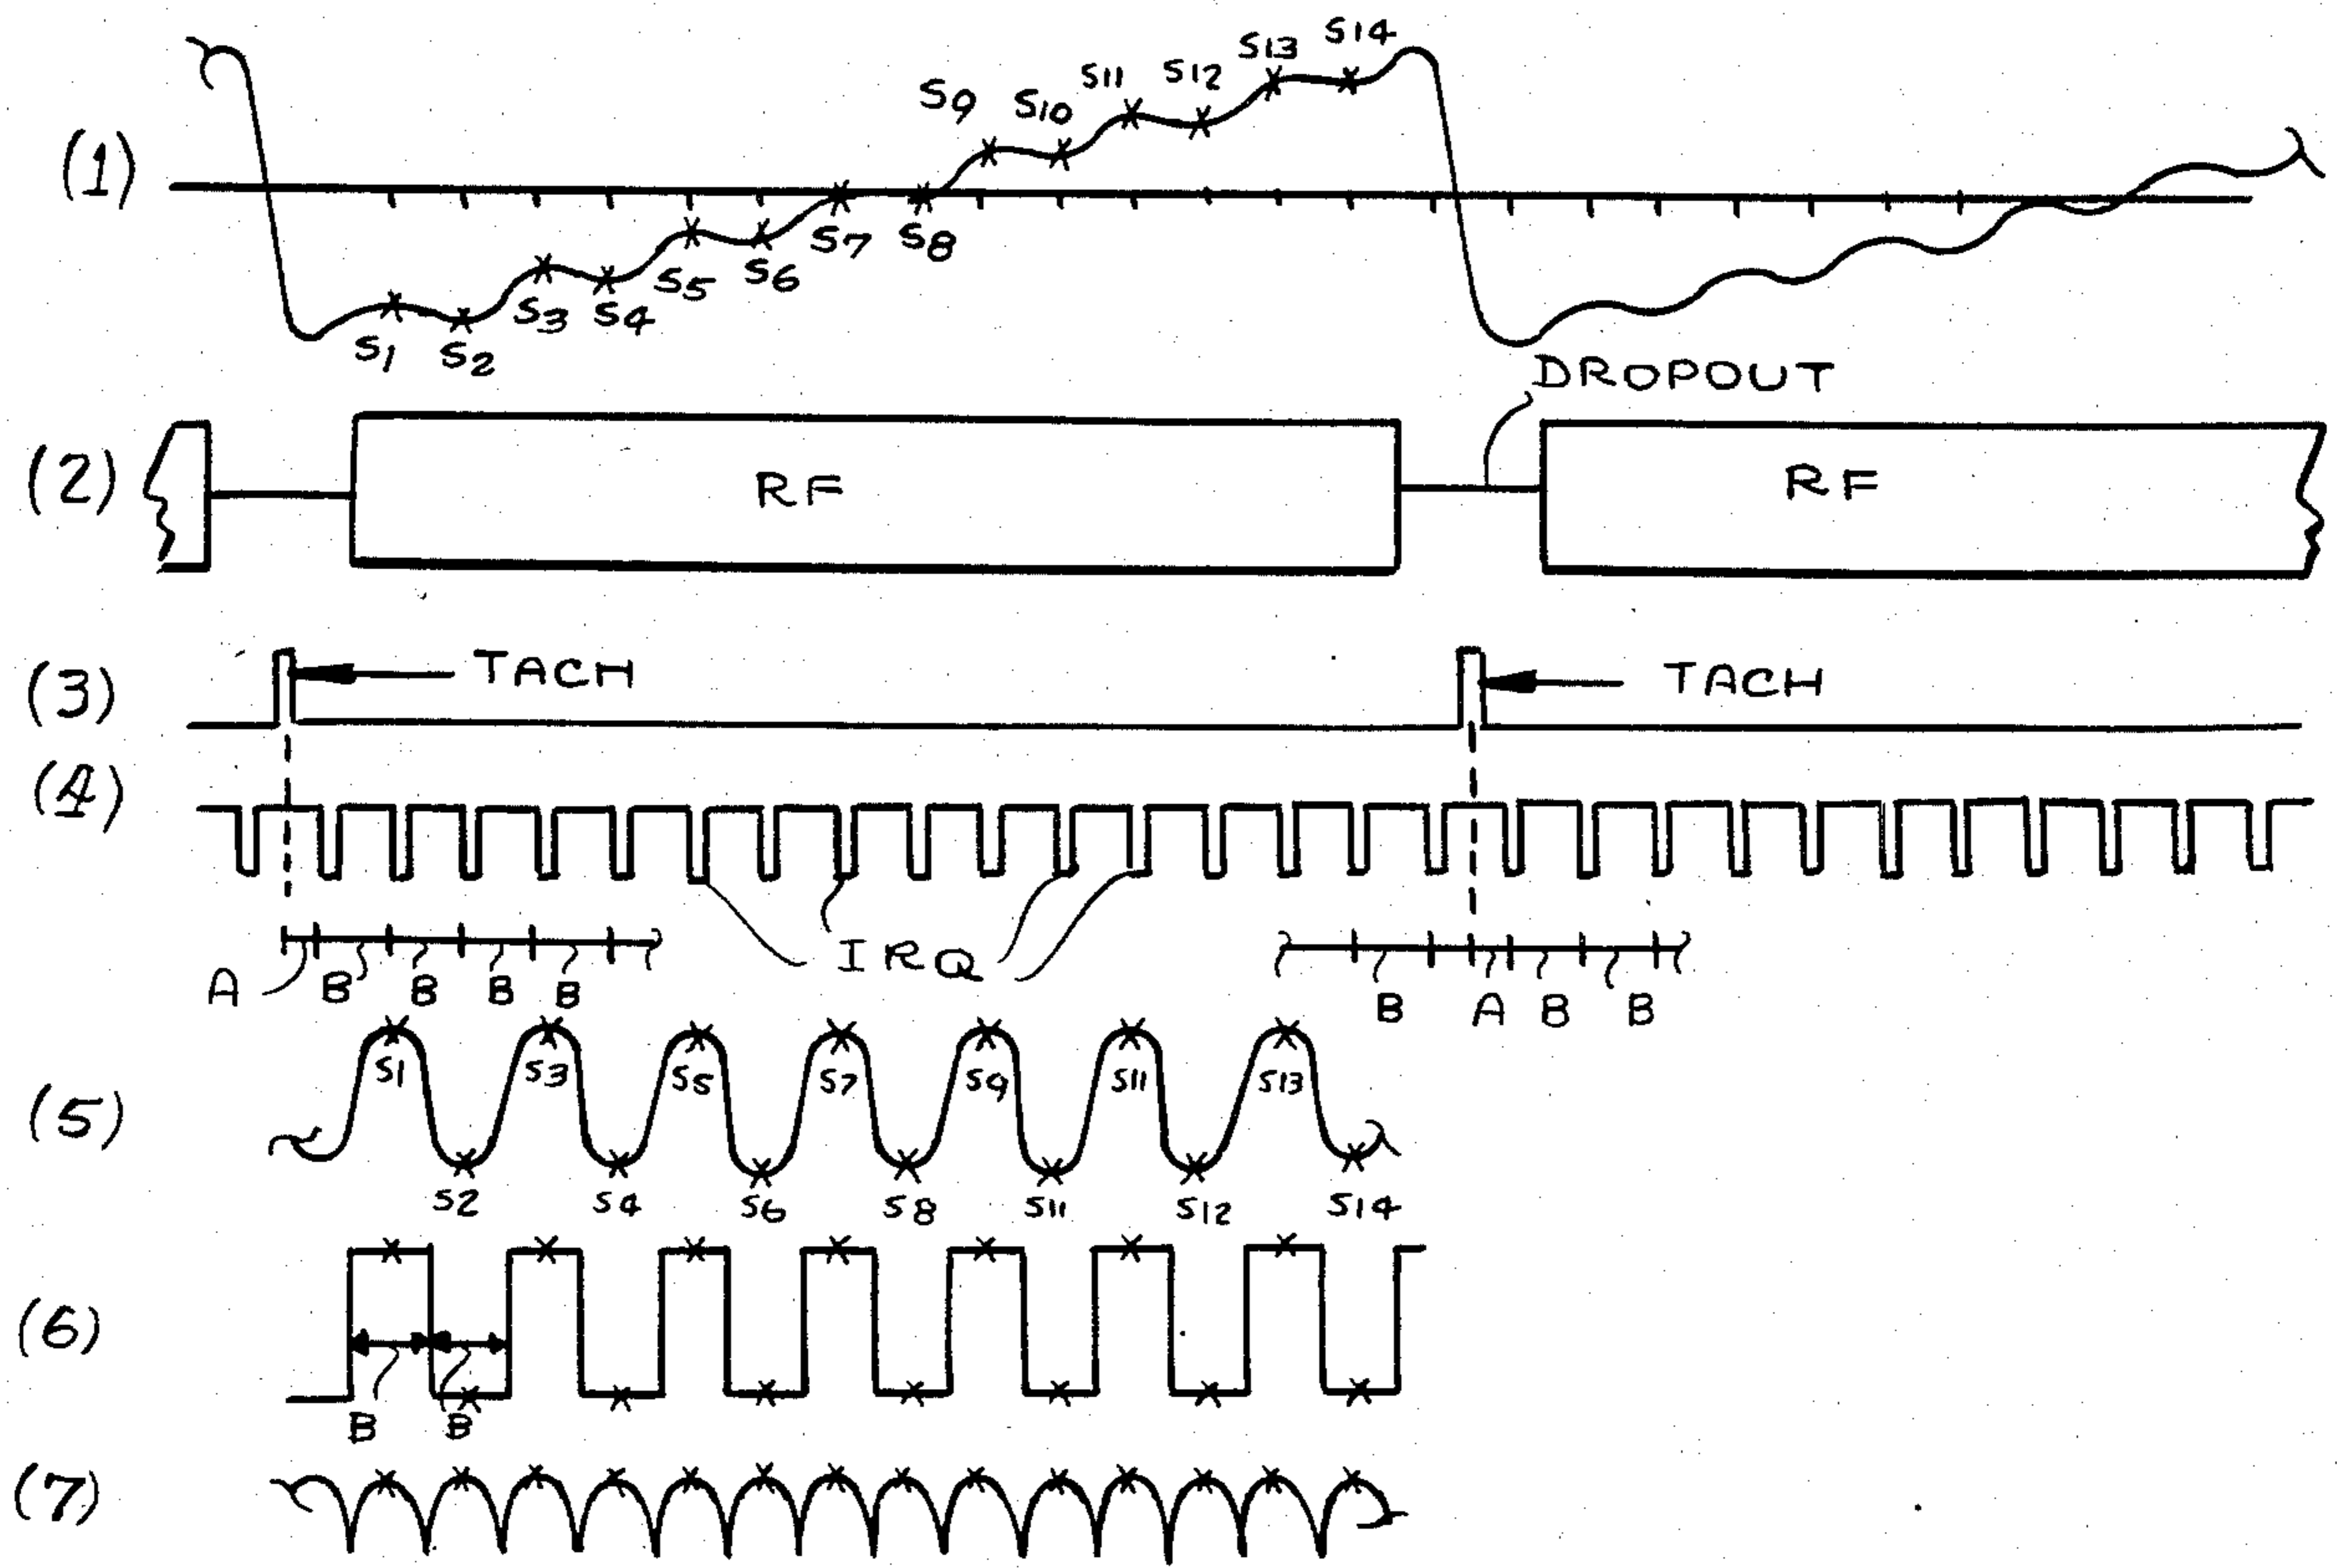 (1)
S1
S2
S3
S4
S5
S6
S7
S8
S9
S10
S11
S12
S13
S14
(2)
RF
DROPOUT
RF
(3)
TACH
TACH
(4)
A
B
B
B
B
IRQ
B
A
B
B
(5)
S1
S3
S5
S7
S9
S11
S13
S2
S4
S6
S8
S11
S12
S14
(6)
B
B
(7)